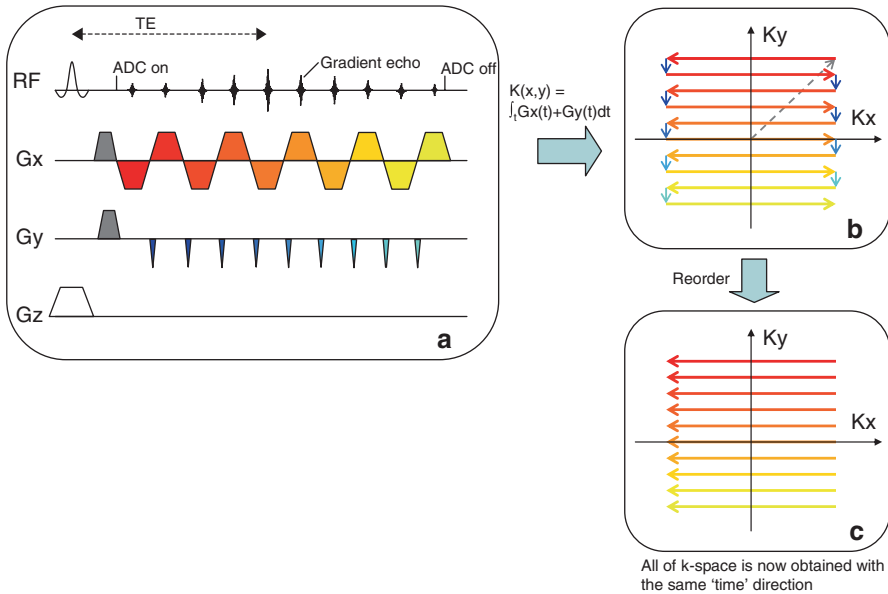 TE
RF
ADC on
Gradient echo
ADC off
Gx
Gy
Gz
a
K(x,y) =
∫tGx(t)+Gy(t)dt
Ky
Kx
b
Reorder
Ky
Kx
c
All of k-space is now obtained with
the same ‘time’ direction